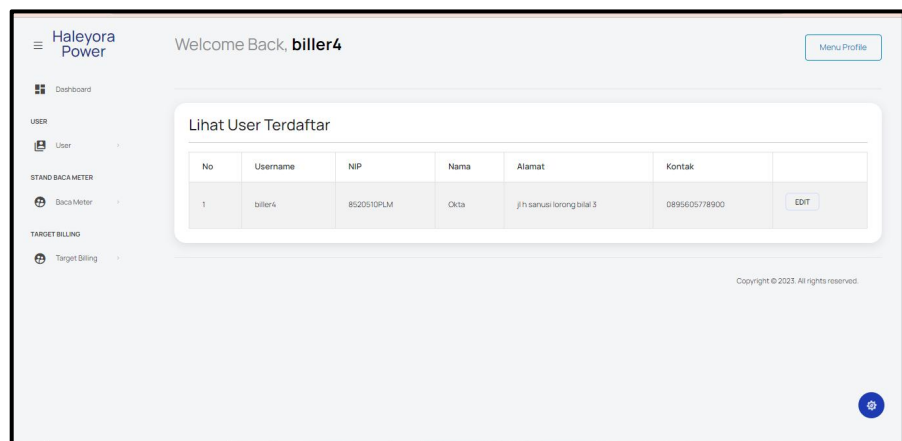 Haleyora
Power
Welcome Back, biller4
Menu Profile
Dashboard
USER
User
STAND BACA METER
Baca Meter
TARGET BILLING
Target Billing
Lihat User Terdaftar
No Username NIP Nama Alamat Kontak
1 biller4 8520510PLM Okta jl h sanusi lorong bilal 3 0895605778900 EDIT
Copyright © 2023. All rights reserved.